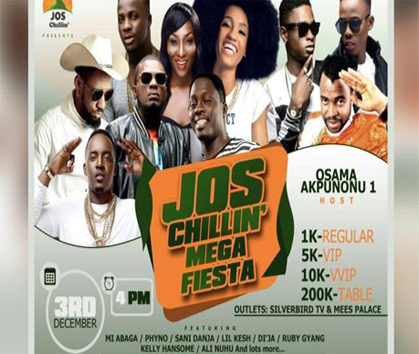 JOS
Chillin'
PRESENTS
JOS
CHILLIN'
MEGA
FIESTA
OSAMA
AKPUNONU 1
HOST
1K-REGULAR
5K-VIP
10K-VVIP
200K-TABLE
OUTLETS: SILVERBIRD TV & MEES PALACE
3RD
DECEMBER
4 PM
FEATURING
MI ABAGA / PHYNO / SANI DANJA / LIL KESH / DI'JA / RUBY GYANG
KELLY HANSOME / ALI NUHU And lots more...